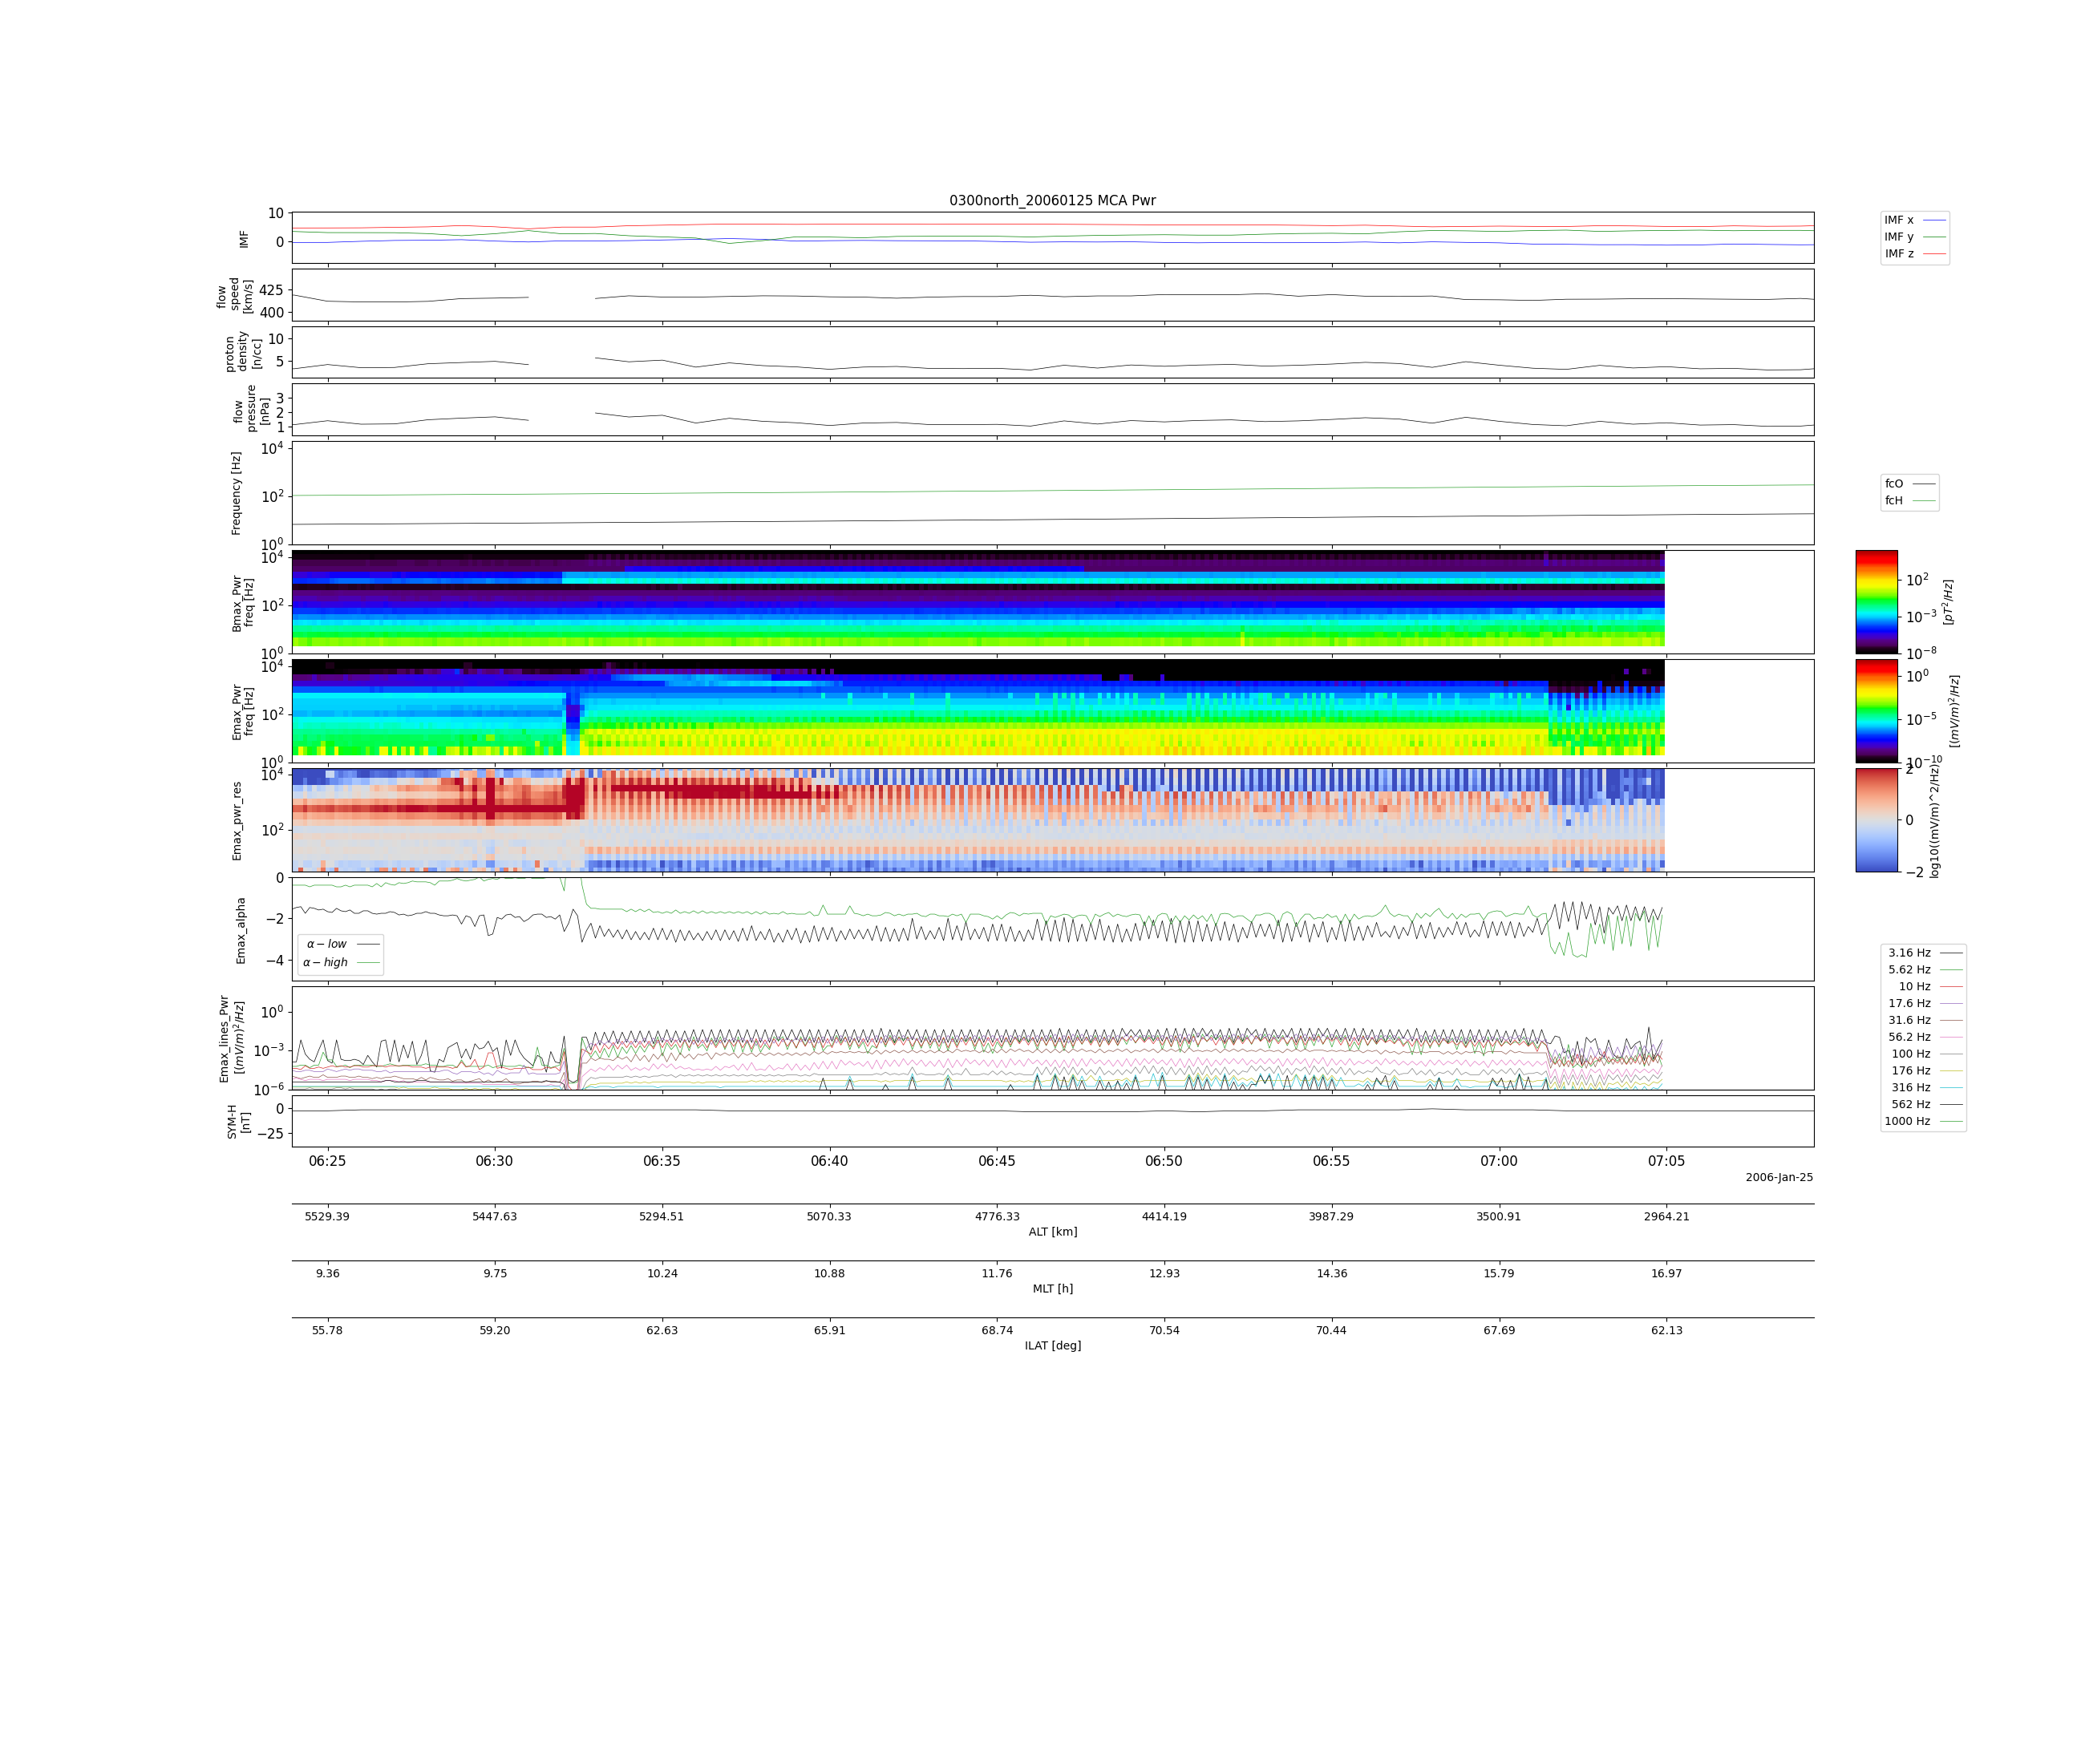 0300north_20060125 MCA Pwr
IMF
10
0
IMF x
IMF y
IMF z
flow
speed
[km/s]
425
400
proton
density
[n/cc]
10
5
flow
pressure
[nPa]
3
2
1
Frequency [Hz]
10^4
10^2
10^0
fcO
fcH
Bmax_Pwr
freq [Hz]
10^4
10^2
10^0
10^2
10^-3
10^-8
[pT^2/Hz]
Emax_Pwr
freq [Hz]
10^4
10^2
10^0
10^0
10^-5
10^-10
[(mV/m)^2/Hz]
Emax_pwr_res
10^4
10^2
2
0
−2
log10((mV/m)^2/Hz)
Emax_alpha
0
−2
−4
α − low
α − high
Emax_lines_Pwr
[(mV/m)^2/Hz]
10^0
10^-3
10^-6
3.16 Hz
5.62 Hz
10 Hz
17.6 Hz
31.6 Hz
56.2 Hz
100 Hz
176 Hz
316 Hz
562 Hz
1000 Hz
SYM-H
[nT]
0
−25
06:25 06:30 06:35 06:40 06:45 06:50 06:55 07:00 07:05
2006-Jan-25
5529.39 5447.63 5294.51 5070.33 4776.33 4414.19 3987.29 3500.91 2964.21
ALT [km]
9.36 9.75 10.24 10.88 11.76 12.93 14.36 15.79 16.97
MLT [h]
55.78 59.20 62.63 65.91 68.74 70.54 70.44 67.69 62.13
ILAT [deg]